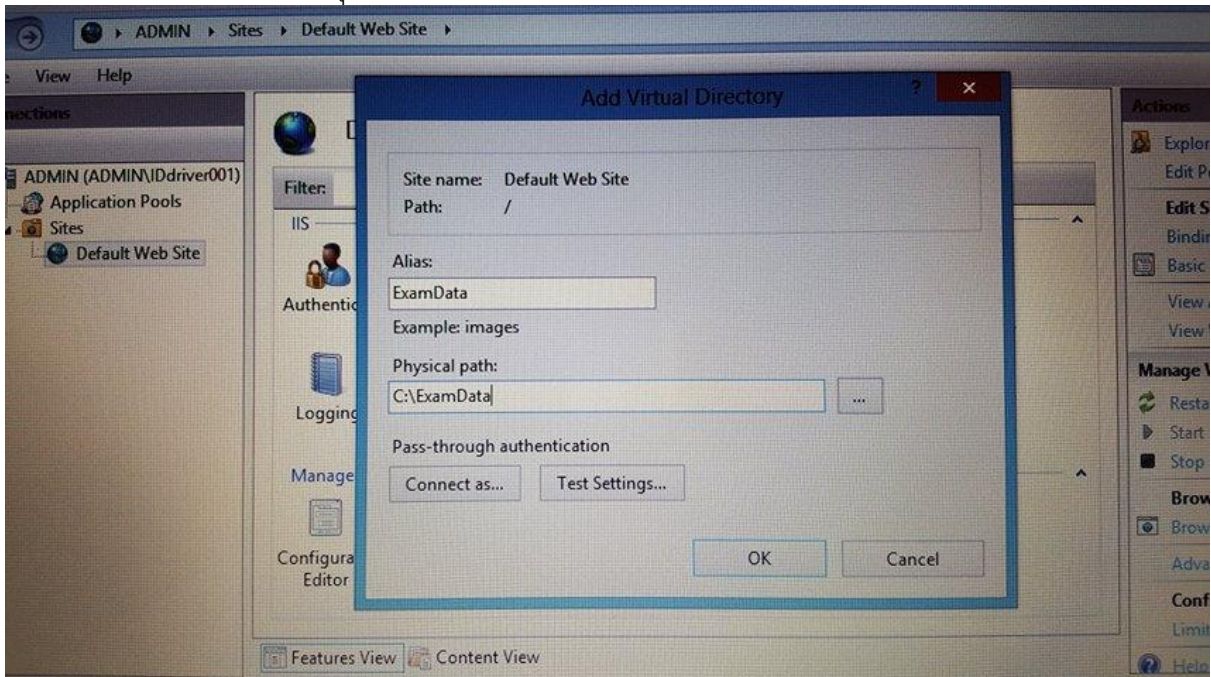 ADMIN Sites Default Web Site
View Help
ADMIN (ADMIN\IDdriver001)
Application Pools
Sites
Default Web Site
Filter:
IIS
Authentic
Logging
Manage
Configura
Editor
Features View Content View
Add Virtual Directory ?
Site name: Default Web Site
Path: /
Alias:
ExamData
Example: images
Physical path:
C:\ExamData
...
Pass-through authentication
Connect as... Test Settings...
OK Cancel
Actions
Explor
Edit Pe
Edit S
Bindin
Basic
View
View
Manage
Resta
Start
Stop
Brow
Brow
Adva
Conf
Limit
Help